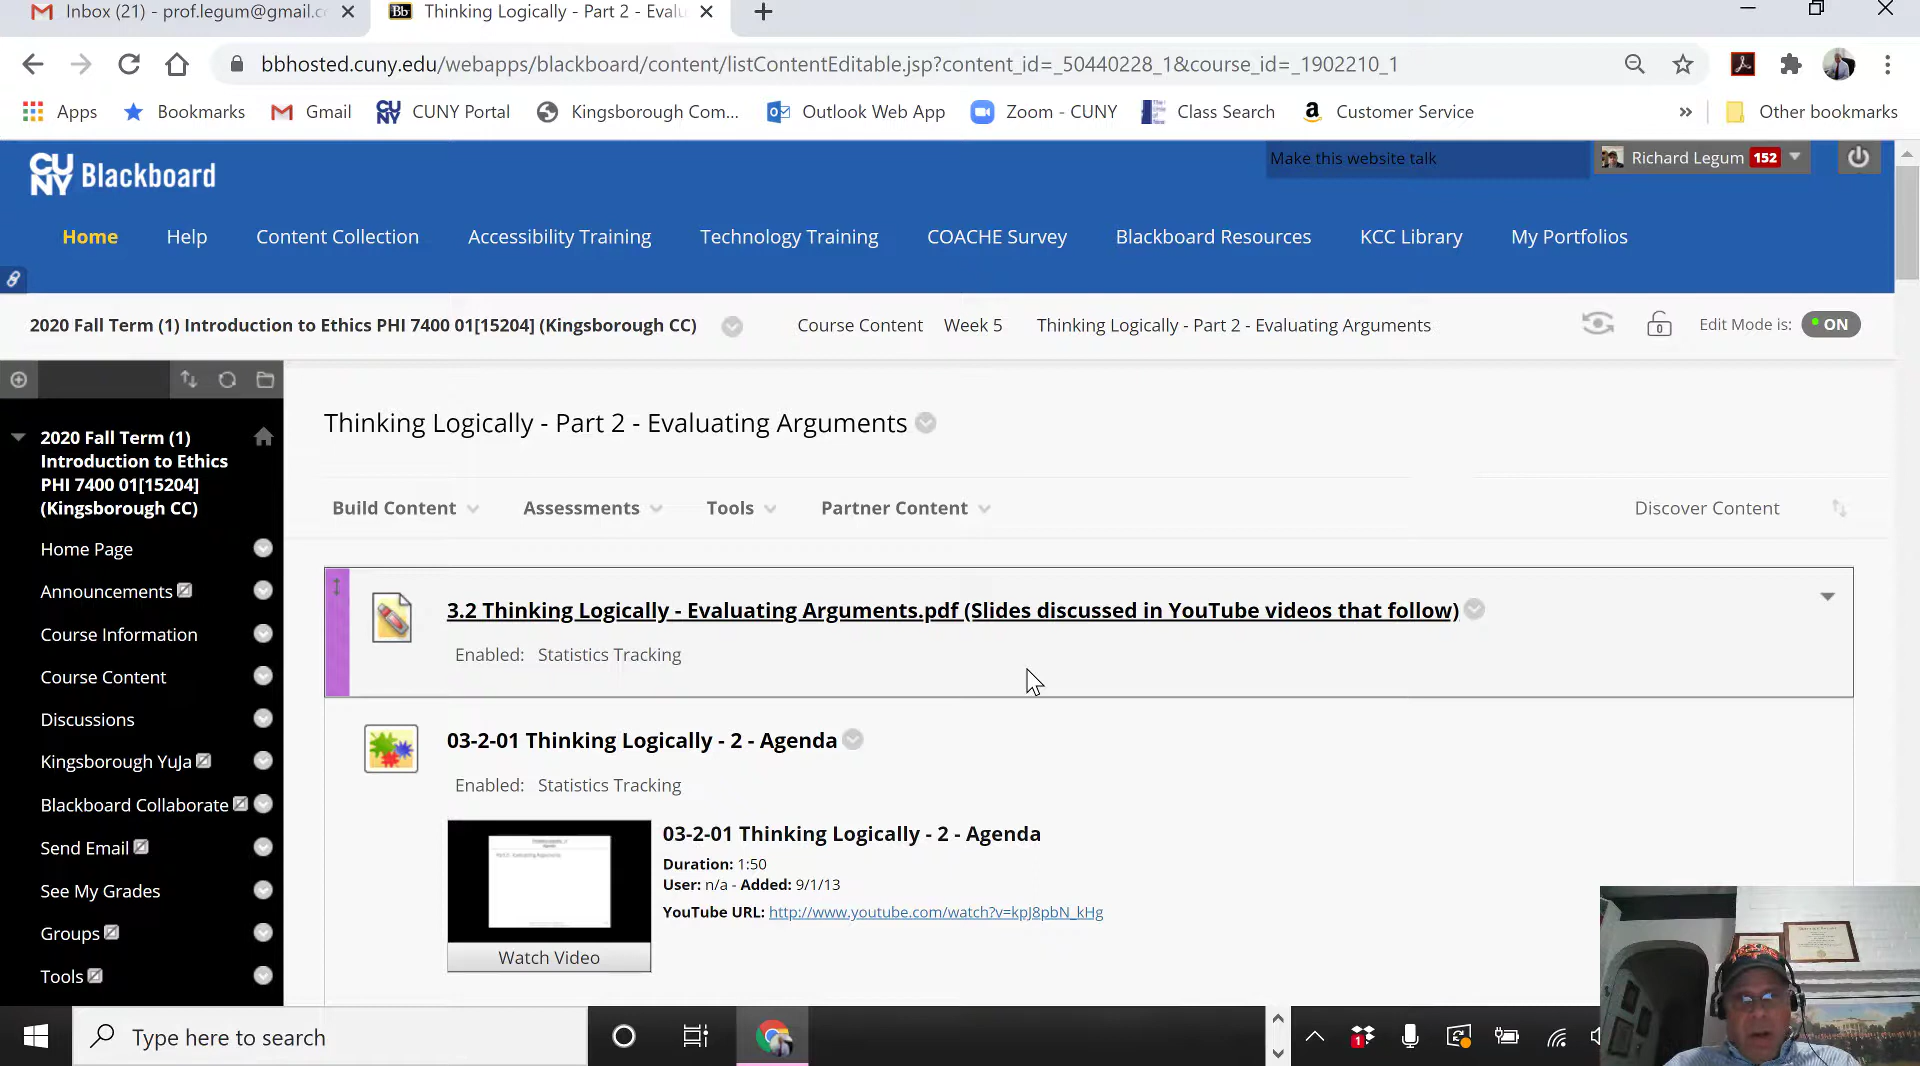 Inbox (21) - prof.legum@gmail.c
Thinking Logically - Part 2 - Evalu
bbhosted.cuny.edu/webapps/blackboard/content/listContentEditable.jsp?content_id=_50440228_1&course_id=_1902210_1
Apps Bookmarks Gmail CUNY Portal Kingsborough Com... Outlook Web App Zoom - CUNY Class Search Customer Service » Other bookmarks
CUNY Blackboard
Make this website talk
Richard Legum 152
Home Help Content Collection Accessibility Training Technology Training COACHE Survey Blackboard Resources KCC Library My Portfolios
2020 Fall Term (1) Introduction to Ethics PHI 7400 01[15204] (Kingsborough CC) Course Content Week 5 Thinking Logically - Part 2 - Evaluating Arguments Edit Mode is: ON
2020 Fall Term (1)
Introduction to Ethics
PHI 7400 01[15204]
(Kingsborough CC)
Home Page
Announcements
Course Information
Course Content
Discussions
Kingsborough YuJa
Blackboard Collaborate
Send Email
See My Grades
Groups
Tools
Thinking Logically - Part 2 - Evaluating Arguments
Build Content Assessments Tools Partner Content Discover Content
3.2 Thinking Logically - Evaluating Arguments.pdf (Slides discussed in YouTube videos that follow)
Enabled: Statistics Tracking
03-2-01 Thinking Logically - 2 - Agenda
Enabled: Statistics Tracking
03-2-01 Thinking Logically - 2 - Agenda
Duration: 1:50
User: n/a - Added: 9/1/13
YouTube URL: http://www.youtube.com/watch?v=kpJ8pbN_kHg
Watch Video
Type here to search
1